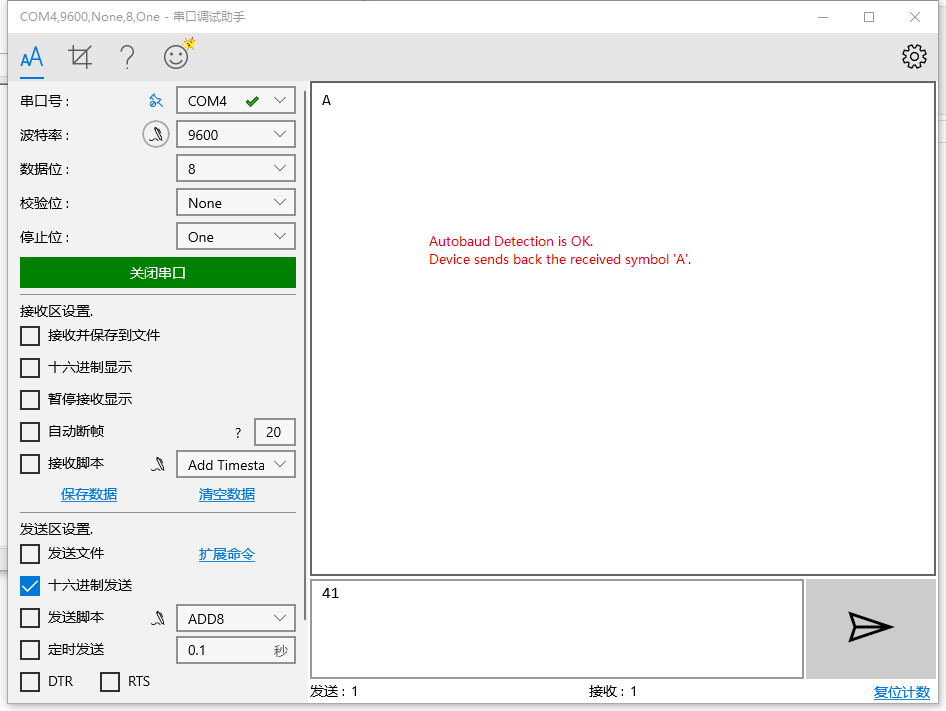 COM4,9600,None,8,One - 串口调试助手
串口号：
COM4
波特率：
9600
数据位：
8
校验位：
None
停止位：
One
关闭串口
接收区设置.
接收并保存到文件
十六进制显示
暂停接收显示
自动断帧
?
20
接收脚本
Add Timesta
保存数据
清空数据
发送区设置.
发送文件
扩展命令
十六进制发送
发送脚本
ADD8
定时发送
0.1
秒
DTR
RTS
A
Autobaud Detection is OK.
Device sends back the received symbol 'A'.
41
发送：1
接收：1
复位计数